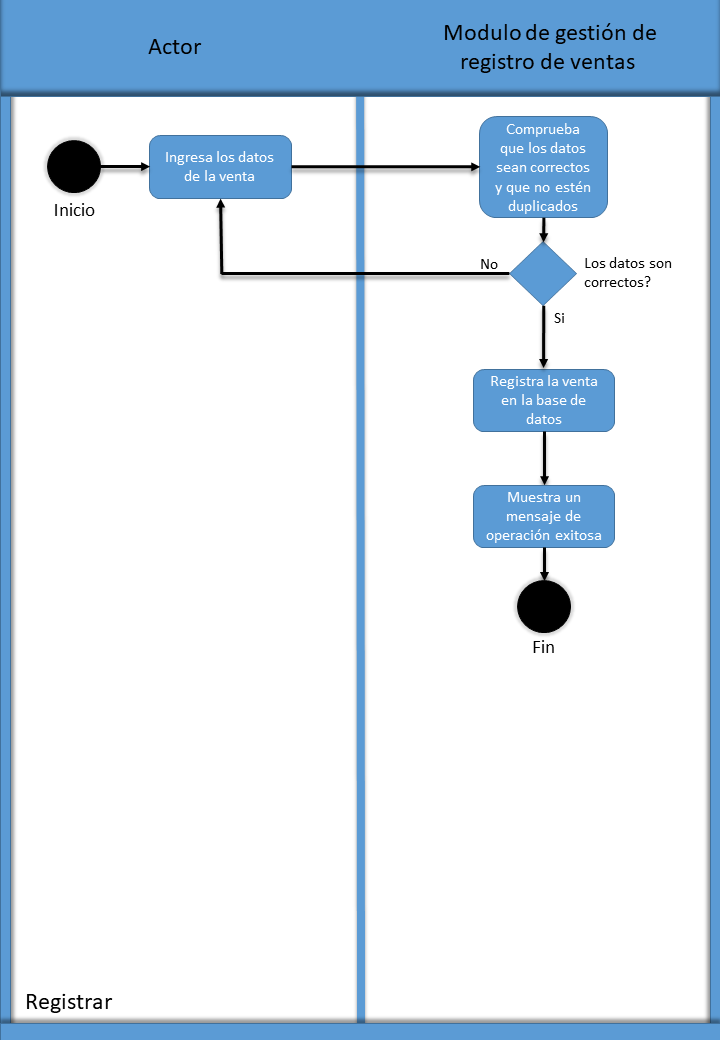 Actor
Modulo de gestión de
registro de ventas
Inicio
Ingresa los datos
de la venta
Comprueba
que los datos
sean correctos
y que no estén
duplicados
No
Los datos son
correctos?
Si
Registra la venta
en la base de
datos
Muestra un
mensaje de
operación exitosa
Fin
Registrar